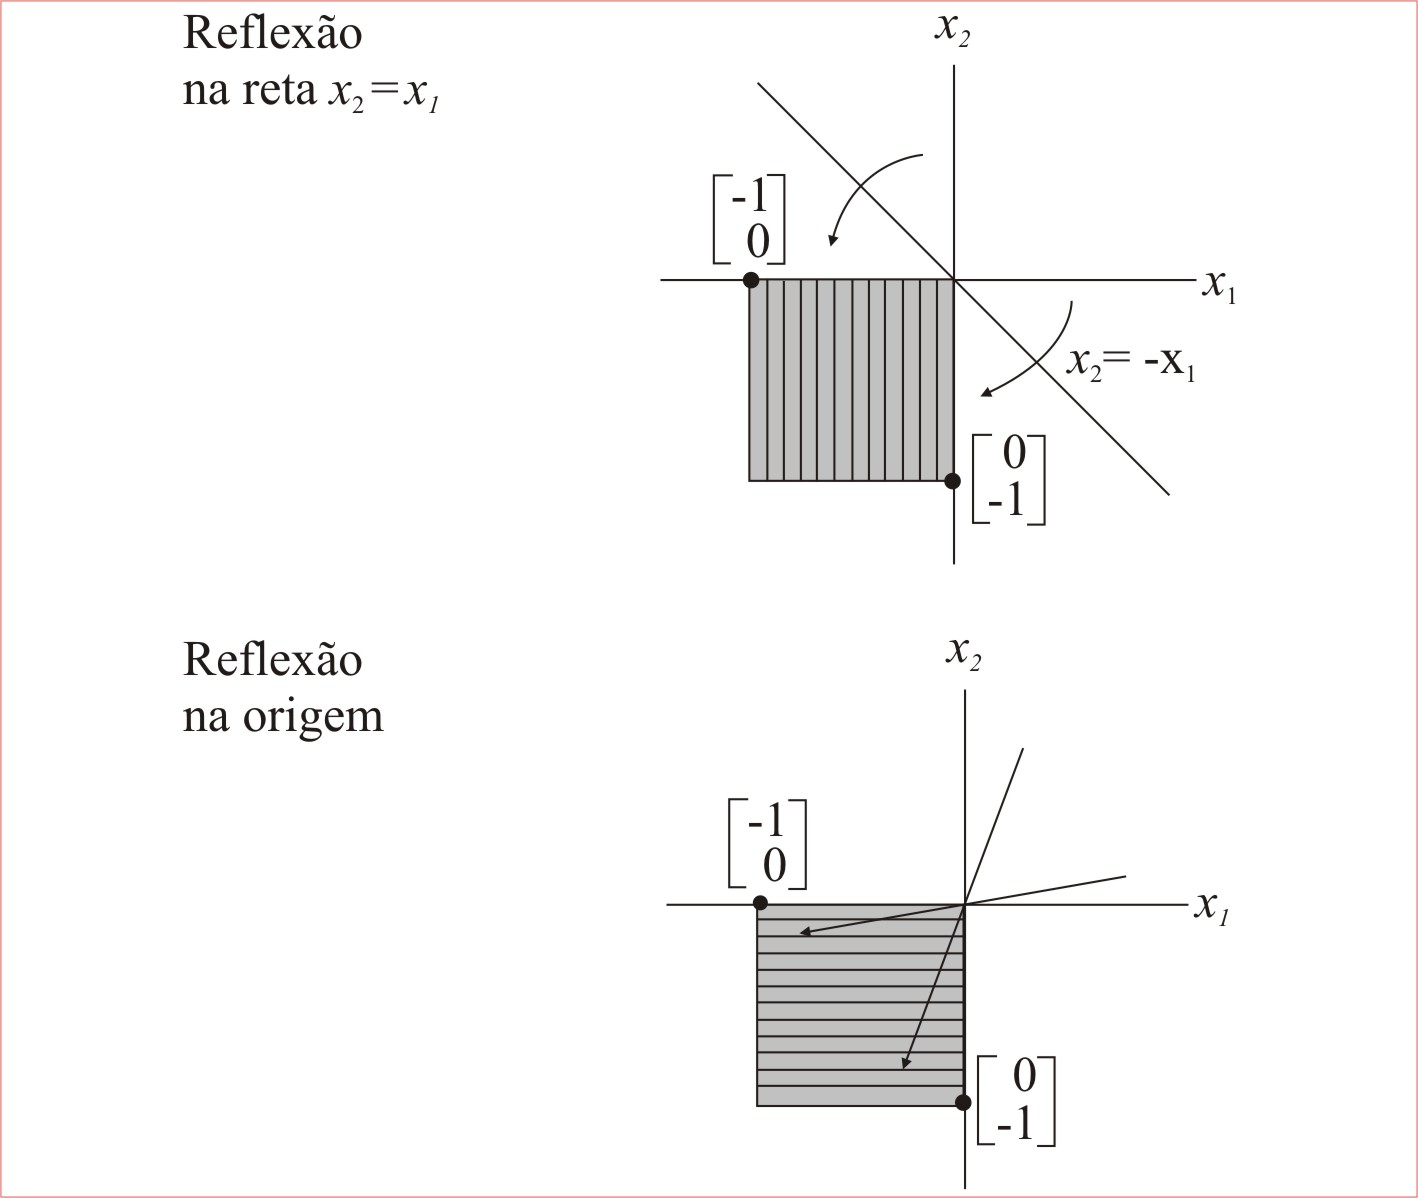 Reflexão
na reta x₂=x₁
x₂
[-1
0]
x₁
x₂= -x₁
[0
-1]
Reflexão
na origem
x₂
[-1
0]
x₁
[0
-1]